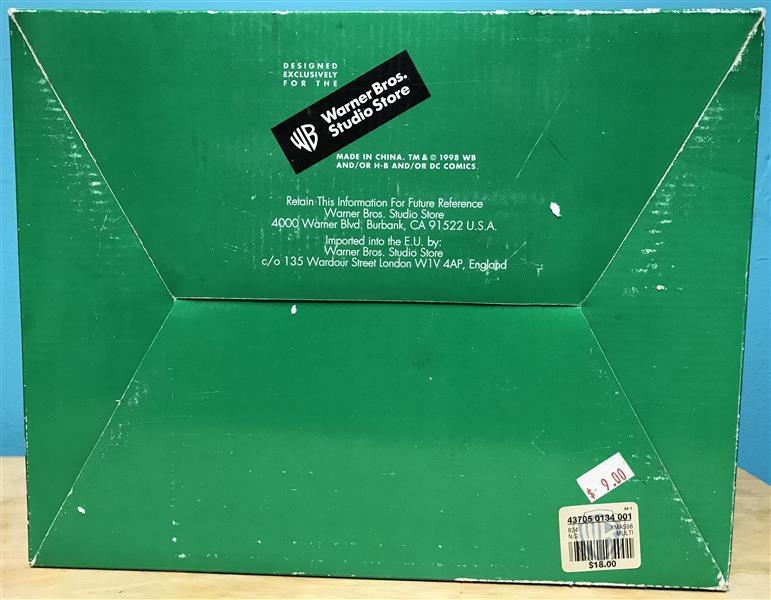 DESIGNED
EXCLUSIVELY
FOR THE
WB
Warner Bros.
Studio Store
MADE IN CHINA. TM & © 1998 WB
AND/OR H-B AND/OR DC COMICS.
Retain This Information For Future Reference
Warner Bros. Studio Store
4000 Warner Blvd. Burbank, CA 91522 U.S.A.
Imported into the E.U. by:
Warner Bros. Studio Store
c/o 135 Wardour Street London W1V 4AP, England
$ 9.00
43705 0134 001
824 XMAS98
N/G MULTI
$18.00